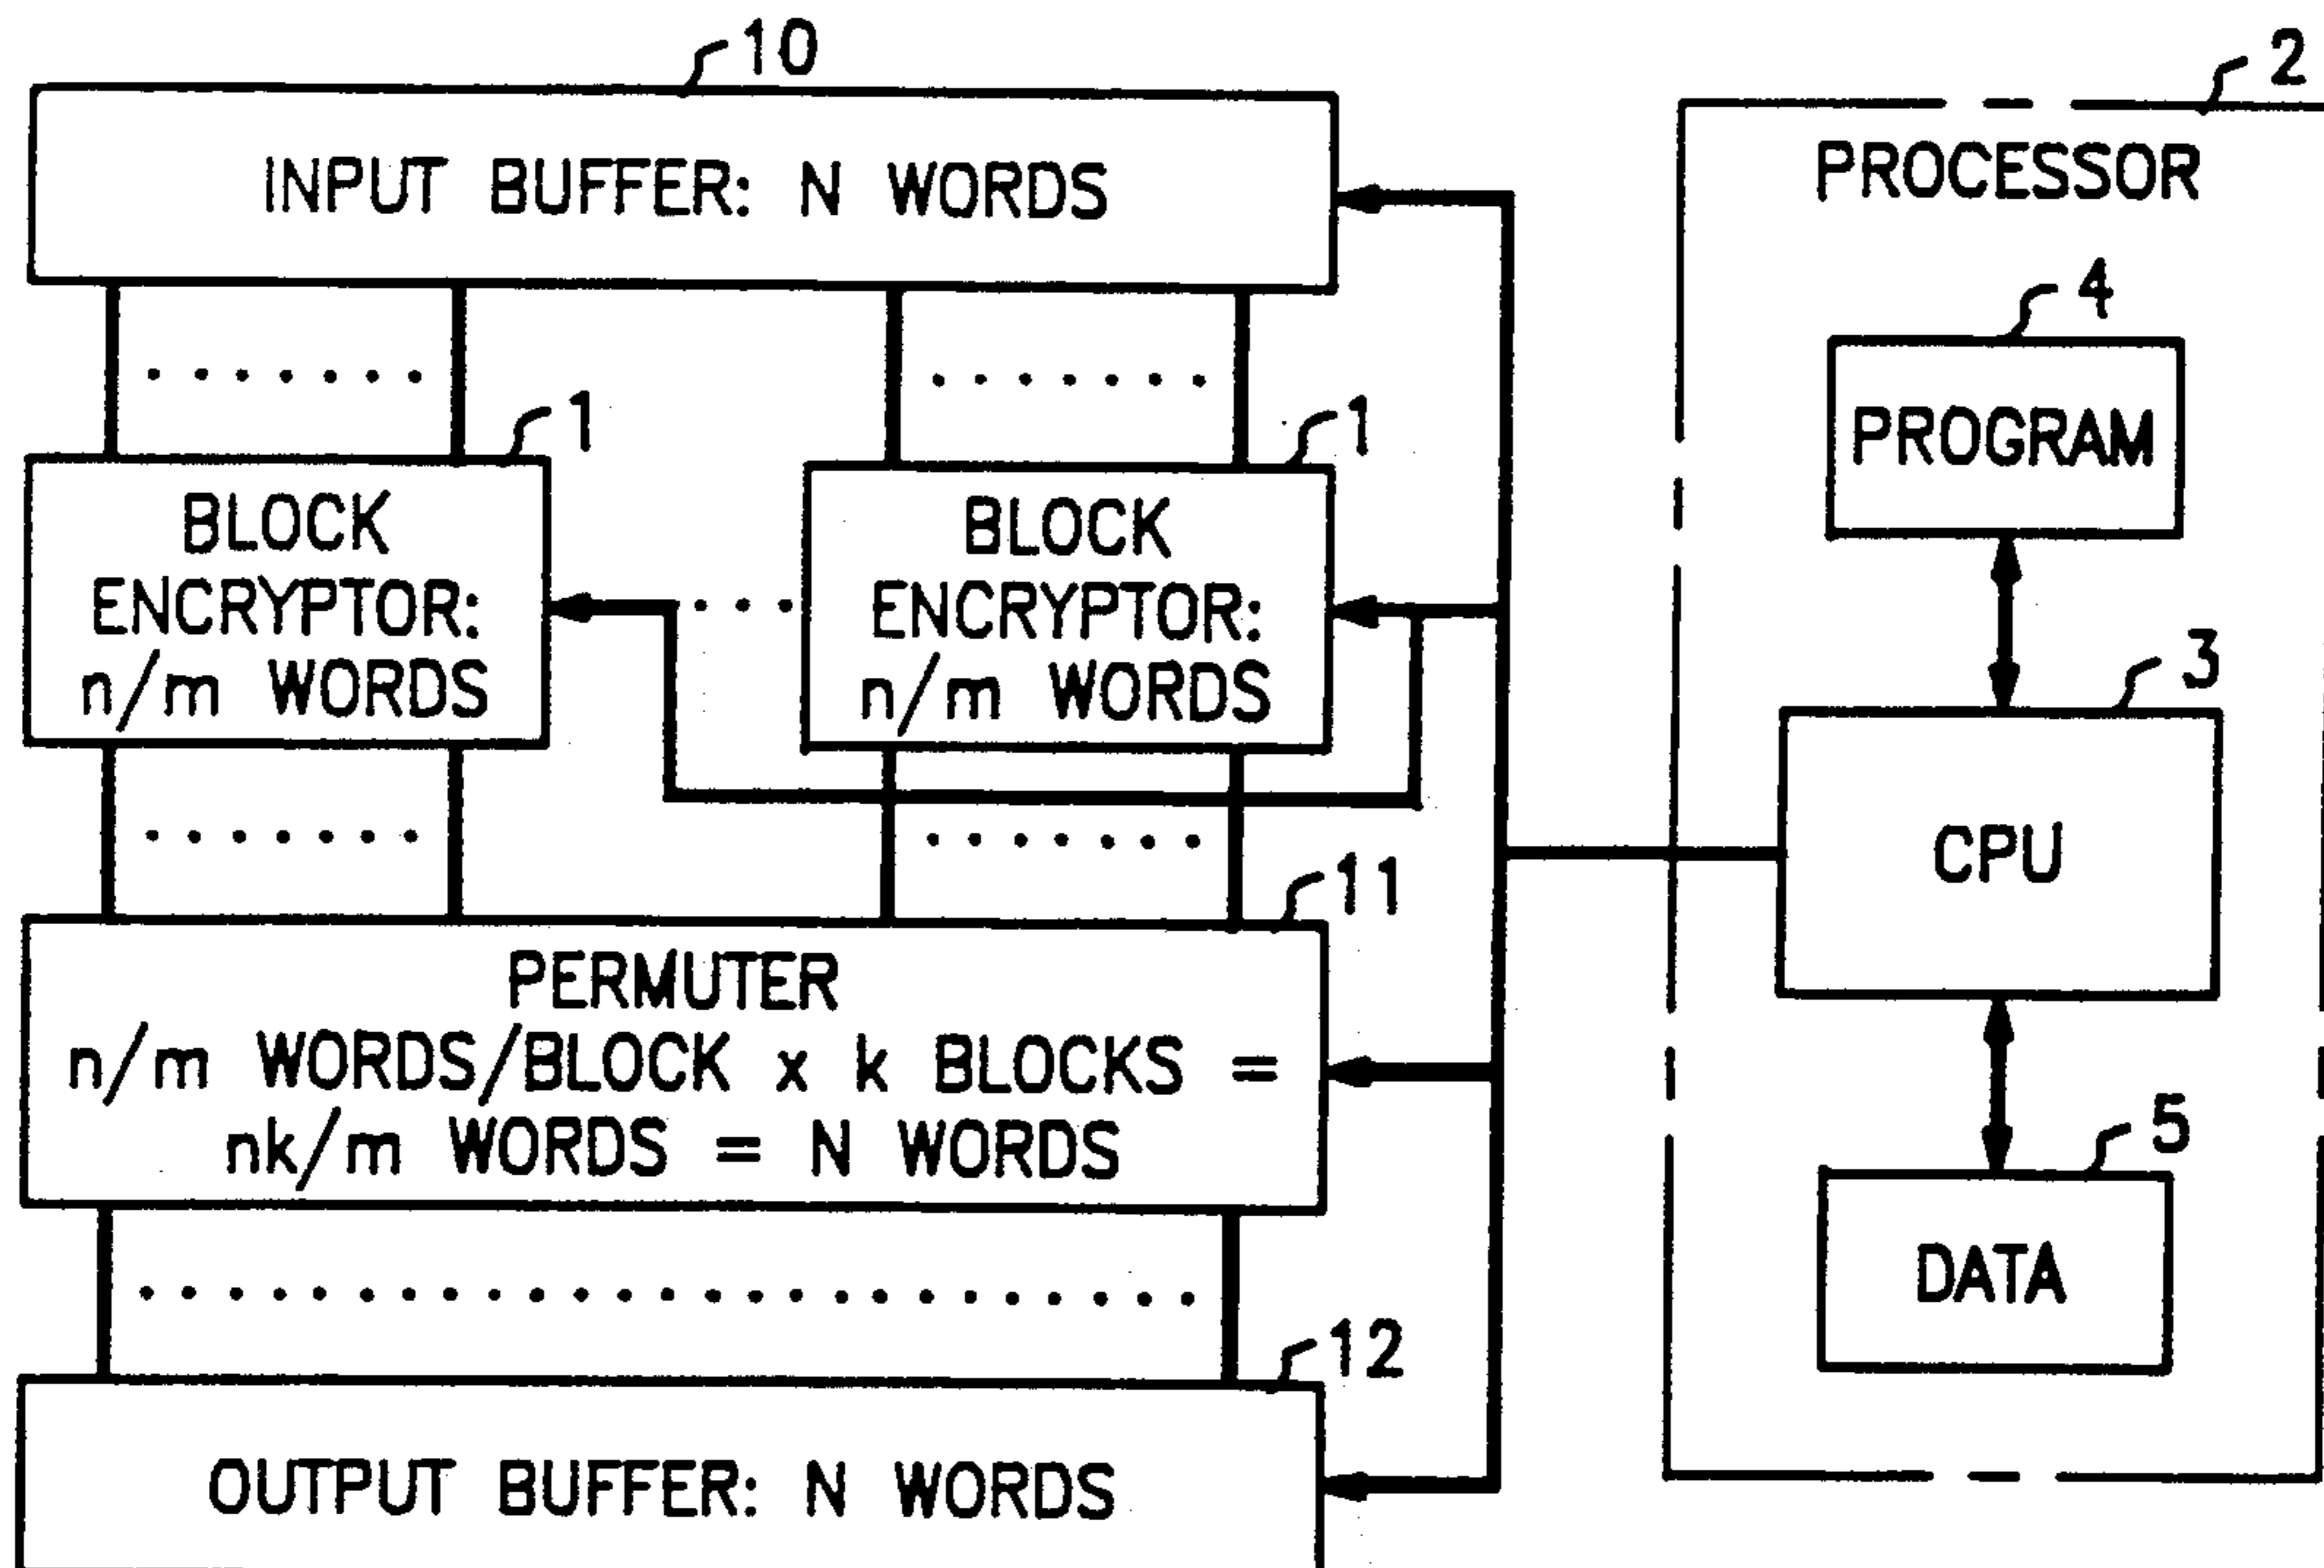 10
INPUT BUFFER: N WORDS
1
BLOCK
ENCRYPTOR:
n/m WORDS
1
BLOCK
ENCRYPTOR:
n/m WORDS
11
PERMUTER
n/m WORDS/BLOCK x k BLOCKS =
nk/m WORDS = N WORDS
12
OUTPUT BUFFER: N WORDS
2
PROCESSOR
4
PROGRAM
3
CPU
5
DATA